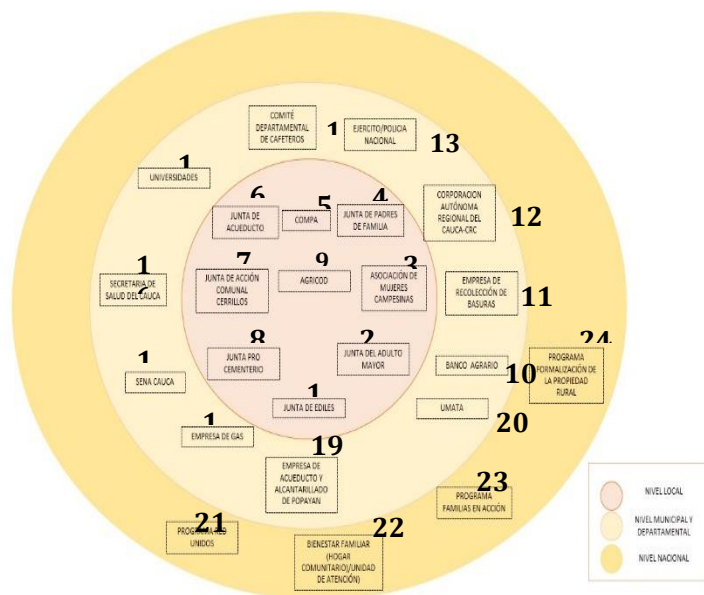 COMITÉ
DEPARTAMENTAL
DE CAFETEROS
EJERCITO/POLICIA
NACIONAL
13
UNIVERSIDADES
6
JUNTA DE
ACUEDUCTO
5
COMPA
4
JUNTA DE PADRES
DE FAMILIA
CORPORACION
AUTÓNOMA
REGIONAL DEL
CAUCA-CRC
12
SECRETARIA DE
SALUD DEL CAUCA
7
JUNTA DE ACCIÓN
COMUNAL
CERRILLOS
9
AGRICOD
3
ASOCIACIÓN DE
MUJERES
CAMPESINAS
EMPRESA DE
RECOLECCIÓN DE
BASURAS
11
8
JUNTA PRO
CEMENTERIO
2
JUNTA DEL ADULTO
MAYOR
BANCO AGRARIO
10
24
PROGRAMA
FORMALIZACIÓN DE
LA PROPIEDAD
RURAL
1
SENA CAUCA
1
JUNTA DE EDILES
UMATA
20
1
EMPRESA DE GAS
19
EMPRESA DE
ACUEDUCTO Y
ALCANTARILLADO
DE POPAYAN
23
PROGRAMA
FAMILIAS EN ACCIÓN
21
PROGRAMA RED
UNIDOS
22
BIENESTAR FAMILIAR
(HOGAR
COMUNITARIO)/UNIDAD
DE ATENCIÓN)
NIVEL LOCAL
NIVEL MUNICIPAL Y
DEPARTAMENTAL
NIVEL NACIONAL